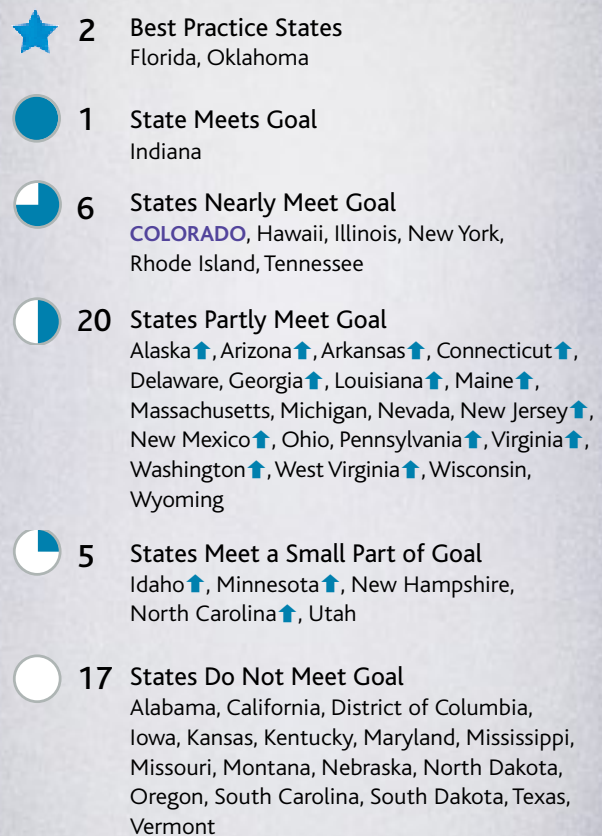 2 Best Practice States
Florida, Oklahoma
1 State Meets Goal
Indiana
6 States Nearly Meet Goal
COLORADO, Hawaii, Illinois, New York,
Rhode Island, Tennessee
20 States Partly Meet Goal
Alaska⬆, Arizona⬆, Arkansas⬆, Connecticut⬆,
Delaware, Georgia⬆, Louisiana⬆, Maine⬆,
Massachusetts, Michigan, Nevada, New Jersey⬆,
New Mexico⬆, Ohio, Pennsylvania⬆, Virginia⬆,
Washington⬆, West Virginia⬆, Wisconsin,
Wyoming
5 States Meet a Small Part of Goal
Idaho⬆, Minnesota⬆, New Hampshire,
North Carolina⬆, Utah
17 States Do Not Meet Goal
Alabama, California, District of Columbia,
Iowa, Kansas, Kentucky, Maryland, Mississippi,
Missouri, Montana, Nebraska, North Dakota,
Oregon, South Carolina, South Dakota, Texas,
Vermont